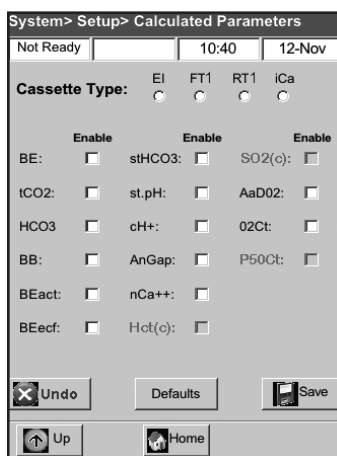 System> Setup> Calculated Parameters
Not Ready 10:40 12-Nov
Cassette Type: EI FT1 RT1 iCa
Enable Enable Enable
BE: stHCO3: SO2(c):
tCO2: st.pH: AaD02:
HCO3 cH+: 02Ct:
BB: AnGap: P50Ct:
BEact: nCa++:
BEecf: Hct(c):
Undo Defaults Save
Up Home